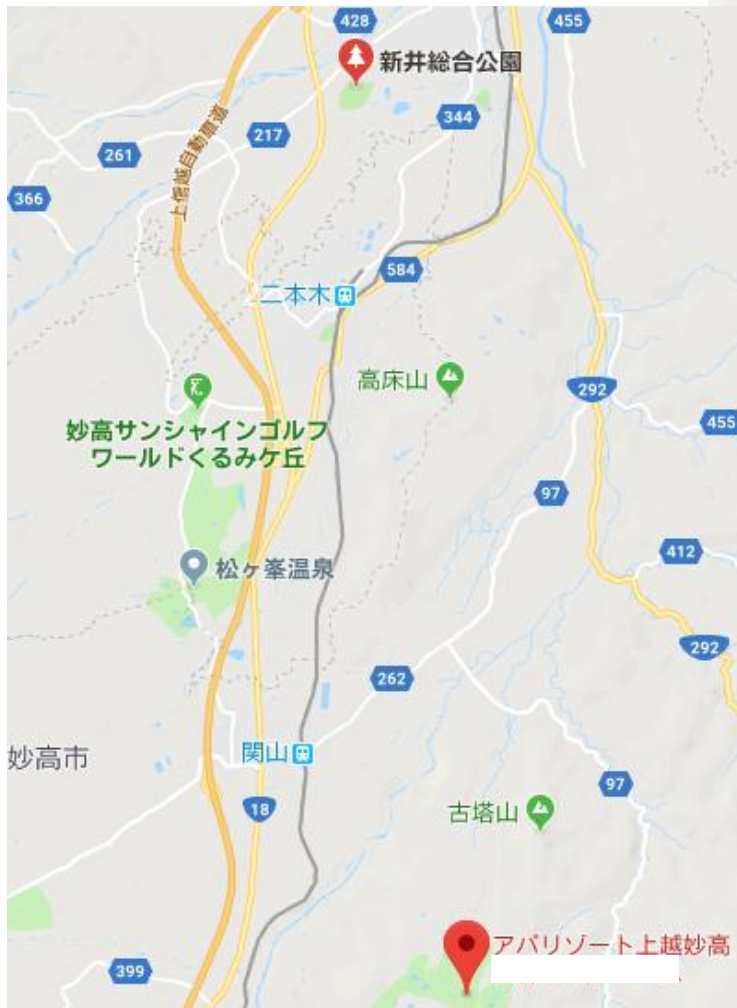 428
455
新井総合公園
344
217
261
上信越自動車道
366
584
二本木
高床山
292
455
妙高サンシャインゴルフ
ワールドくるみケ丘
97
412
松ヶ峯温泉
292
262
妙高市
関山
97
18
古塔山
アパリゾート上越妙高
399